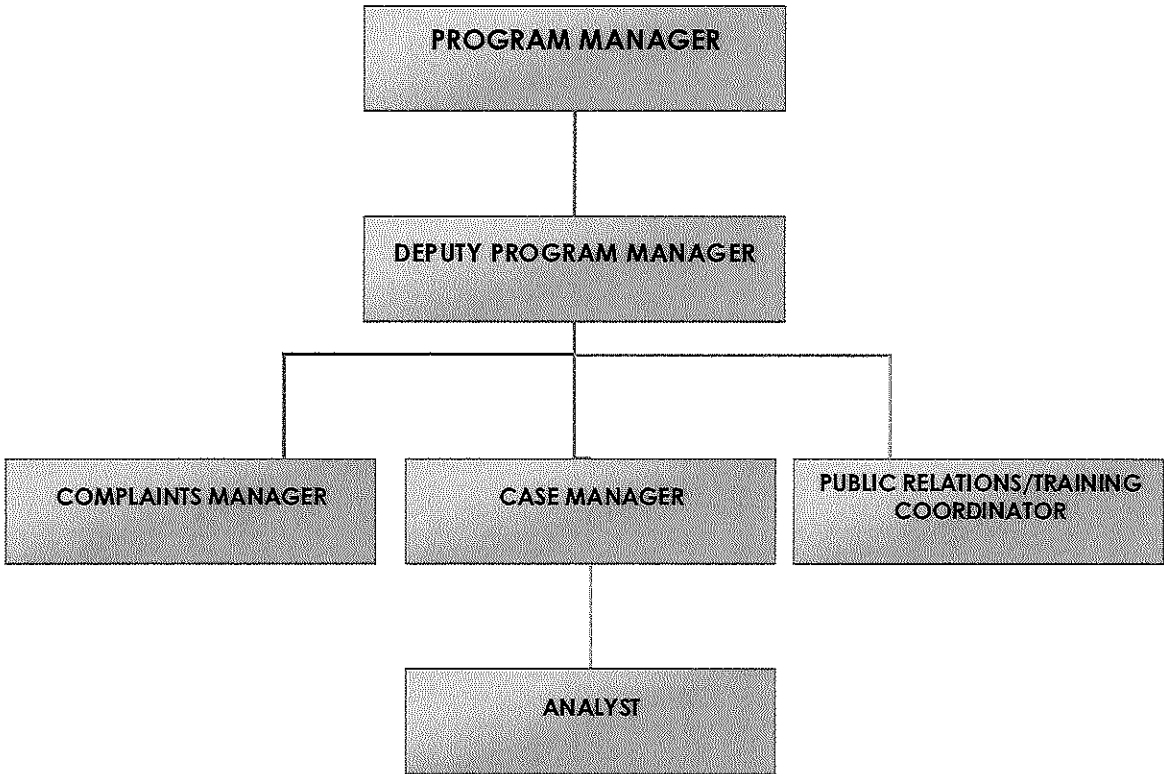 PROGRAM MANAGER
DEPUTY PROGRAM MANAGER
COMPLAINTS MANAGER
CASE MANAGER
PUBLIC RELATIONS/TRAINING
COORDINATOR
ANALYST